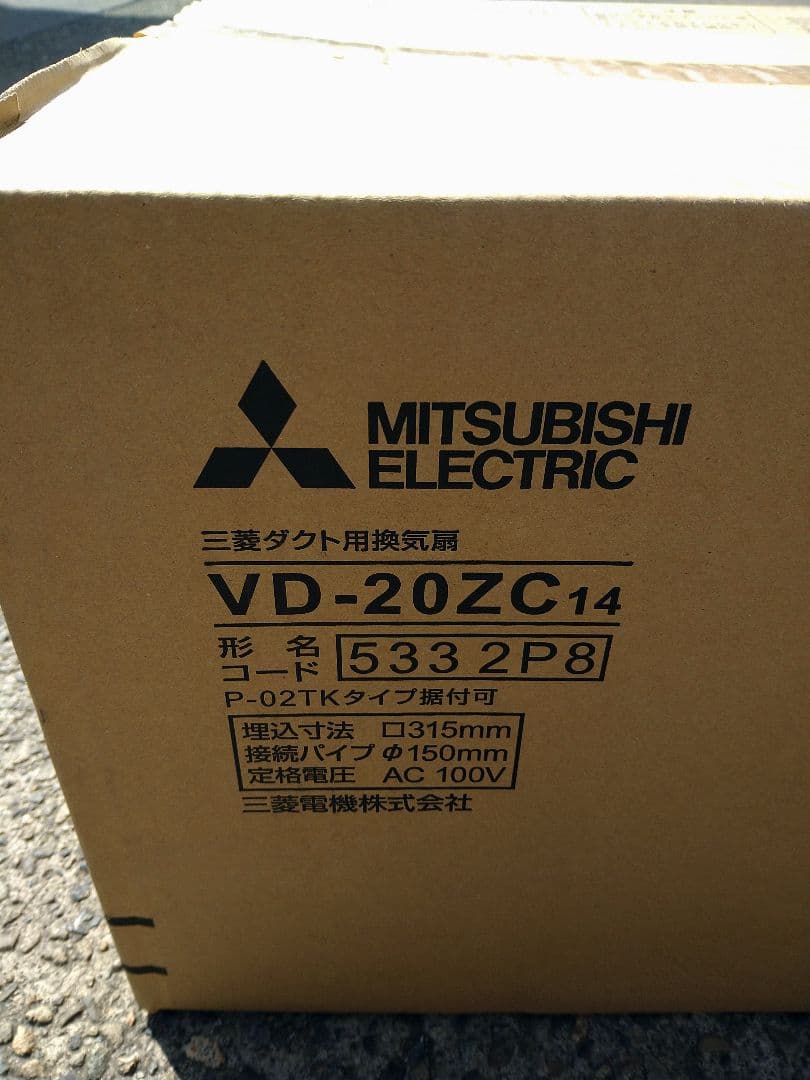 MITSUBISHI
ELECTRIC
三菱ダクト用換気扇
VD-20ZC14
形名
コード 533 2P8
P-02TKタイプ据付可
埋込寸法 □315mm
接続パイプ φ150mm
定格電圧 AC 100V
三菱電機株式会社